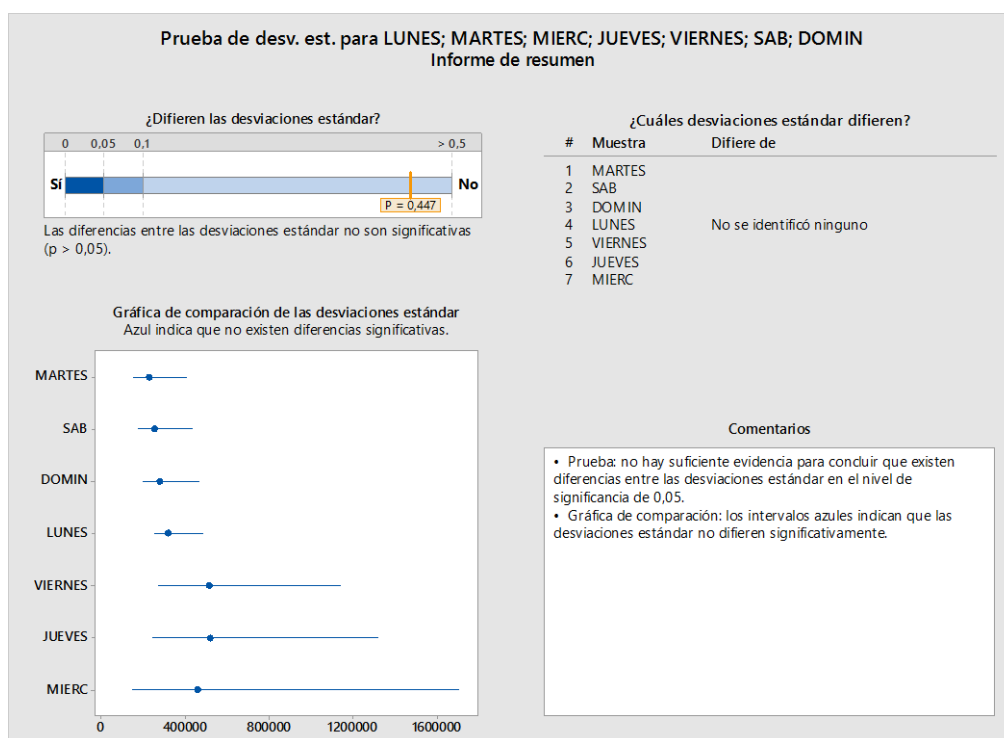 Prueba de desv. est. para LUNES; MARTES; MIERC; JUEVES; VIERNES; SAB; DOMIN
Informe de resumen
¿Difieren las desviaciones estándar?
0 0,05 0,1 > 0,5
Sí No
P = 0,447
Las diferencias entre las desviaciones estándar no son significativas
(p > 0,05).
¿Cuáles desviaciones estándar difieren?
# Muestra Difiere de
1 MARTES
2 SAB
3 DOMIN
4 LUNES No se identificó ninguno
5 VIERNES
6 JUEVES
7 MIERC
Gráfica de comparación de las desviaciones estándar
Azul indica que no existen diferencias significativas.
MARTES
SAB
DOMIN
LUNES
VIERNES
JUEVES
MIERC
0 400000 800000 1200000 1600000
Comentarios
• Prueba: no hay suficiente evidencia para concluir que existen
diferencias entre las desviaciones estándar en el nivel de
significancia de 0,05.
• Gráfica de comparación: los intervalos azules indican que las
desviaciones estándar no difieren significativamente.